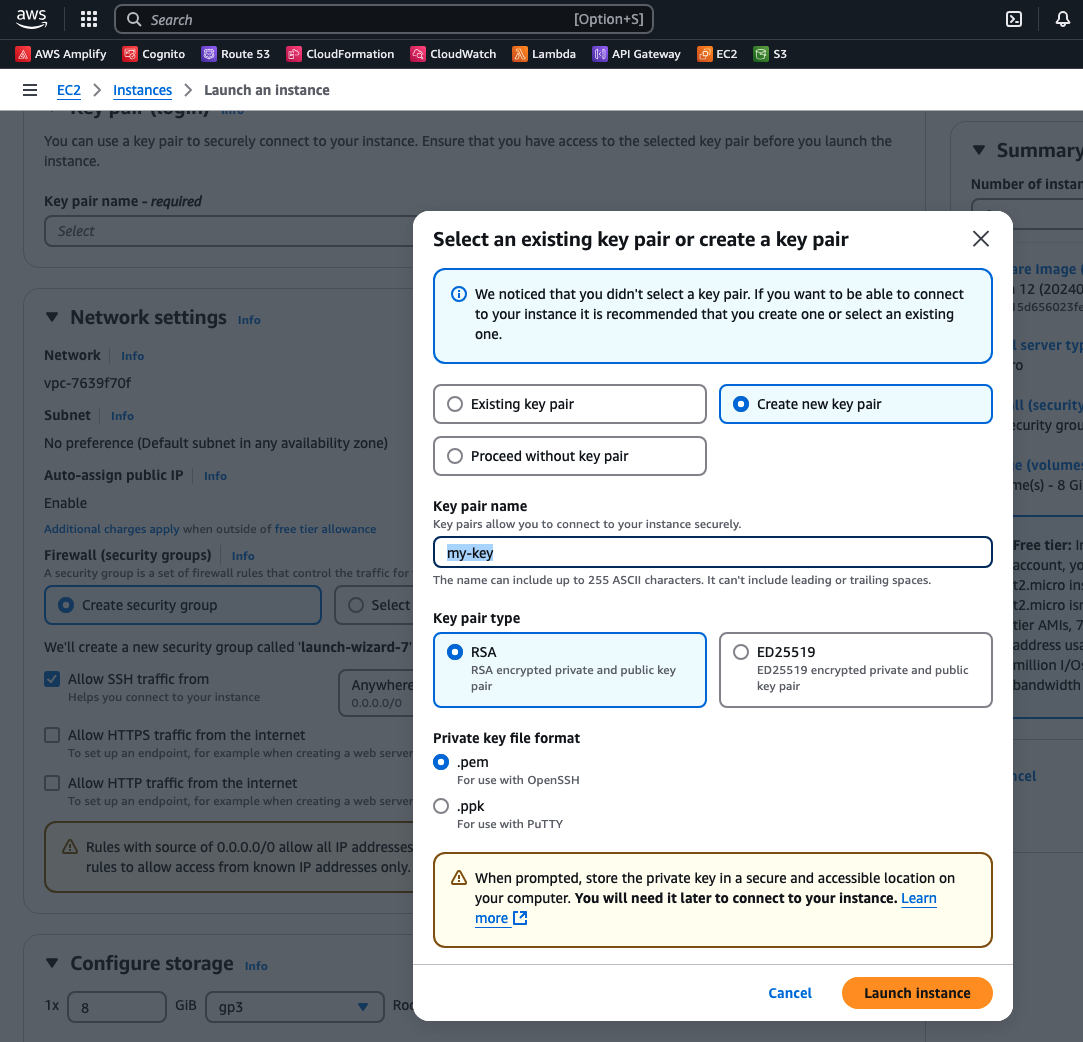 aws
Search [Option+S]
AWS Amplify Cognito Route 53 CloudFormation CloudWatch Lambda API Gateway EC2 S3
EC2 Instances Launch an instance
Key pair (login) Info
You can use a key pair to securely connect to your instance. Ensure that you have access to the selected key pair before you launch the
instance.
Key pair name - required
Select
Network settings Info
Network Info
vpc-7639f70f
Subnet Info
No preference (Default subnet in any availability zone)
Auto-assign public IP Info
Enable
Additional charges apply when outside of free tier allowance
Firewall (security groups) Info
A security group is a set of firewall rules that control the traffic for
Create security group
Select
We'll create a new security group called 'launch-wizard-7'
Allow SSH traffic from
Helps you connect to your instance
Anywhere
0.0.0.0/0
Allow HTTPS traffic from the internet
To set up an endpoint, for example when creating a web server
Allow HTTP traffic from the internet
To set up an endpoint, for example when creating a web server
Rules with source of 0.0.0.0/0 allow all IP addresses
rules to allow access from known IP addresses only.
Configure storage Info
1x 8 GiB gp3
Select an existing key pair or create a key pair
We noticed that you didn't select a key pair. If you want to be able to connect
to your instance it is recommended that you create one or select an existing
one.
Existing key pair
Create new key pair
Proceed without key pair
Key pair name
Key pairs allow you to connect to your instance securely.
my-key
The name can include up to 255 ASCII characters. It can't include leading or trailing spaces.
Key pair type
RSA
RSA encrypted private and public key
pair
ED25519
ED25519 encrypted private and public
key pair
Private key file format
.pem
For use with OpenSSH
.ppk
For use with PuTTY
When prompted, store the private key in a secure and accessible location on
your computer. You will need it later to connect to your instance. Learn
more
Cancel
Launch instance
Summary
Number of instan
are Image (
12 (20240
15d656023fe
l server typ
ro
all (security
ecurity grou
e (volumes
me(s) - 8 Gi
Free tier: In
account, yo
t2.micro ins
t2.micro isn
tier AMIs, 7
address usa
million I/Os
bandwidth
ncel